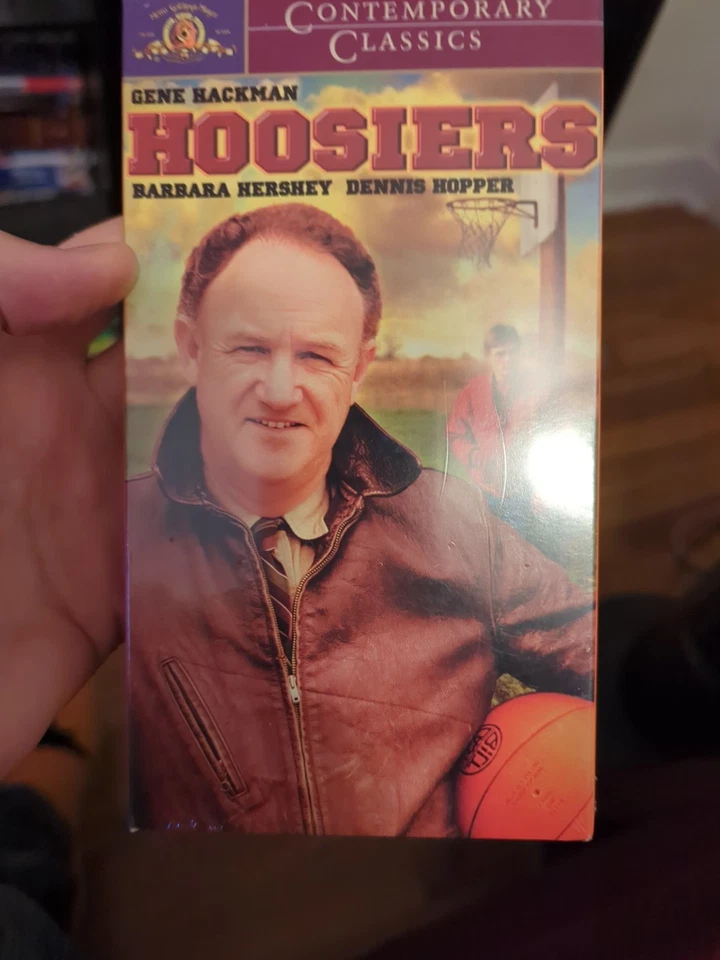 CONTEMPORARY
CLASSICS
GENE HACKMAN
HOOSIERS
BARBARA HERSHEY DENNIS HOPPER